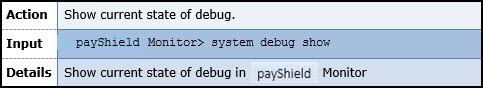 Action Show current state of debug.
Input payShield Monitor> system debug show
Details Show current state of debug in payShield Monitor